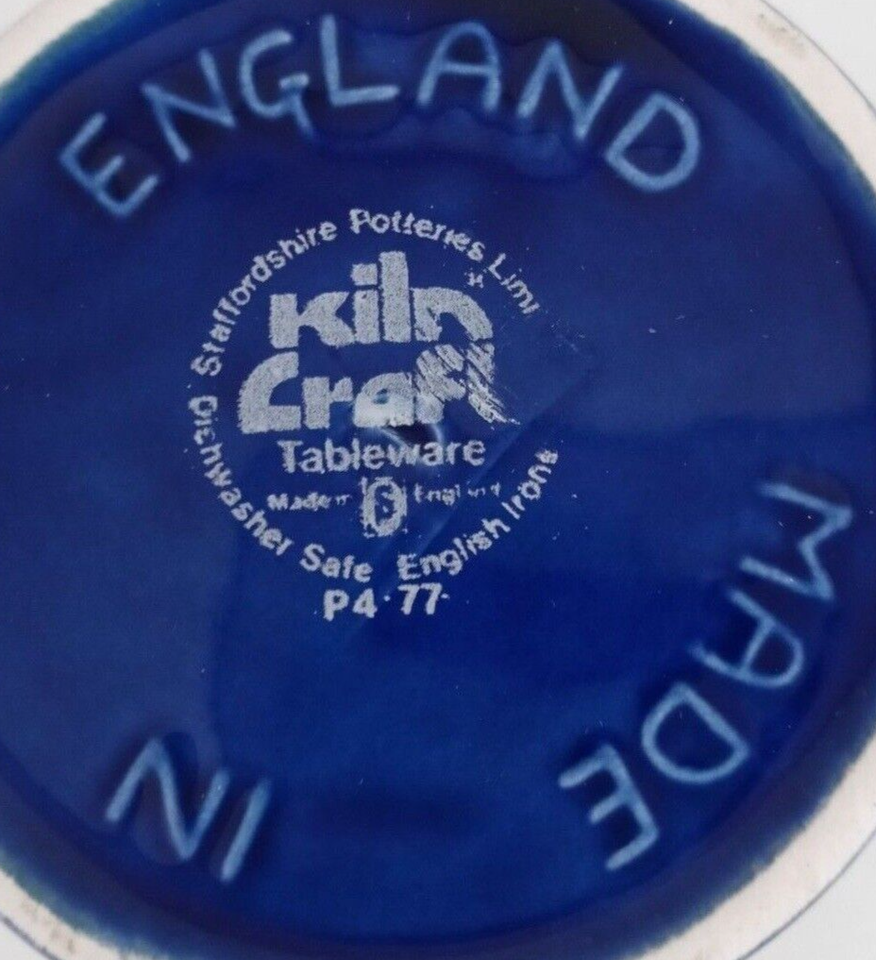 MADE IN ENGLAND
Staffordshire Potteries Limi
Kiln
Craft
Tableware
Made in England
Dishwasher Safe English Irons
P4·77